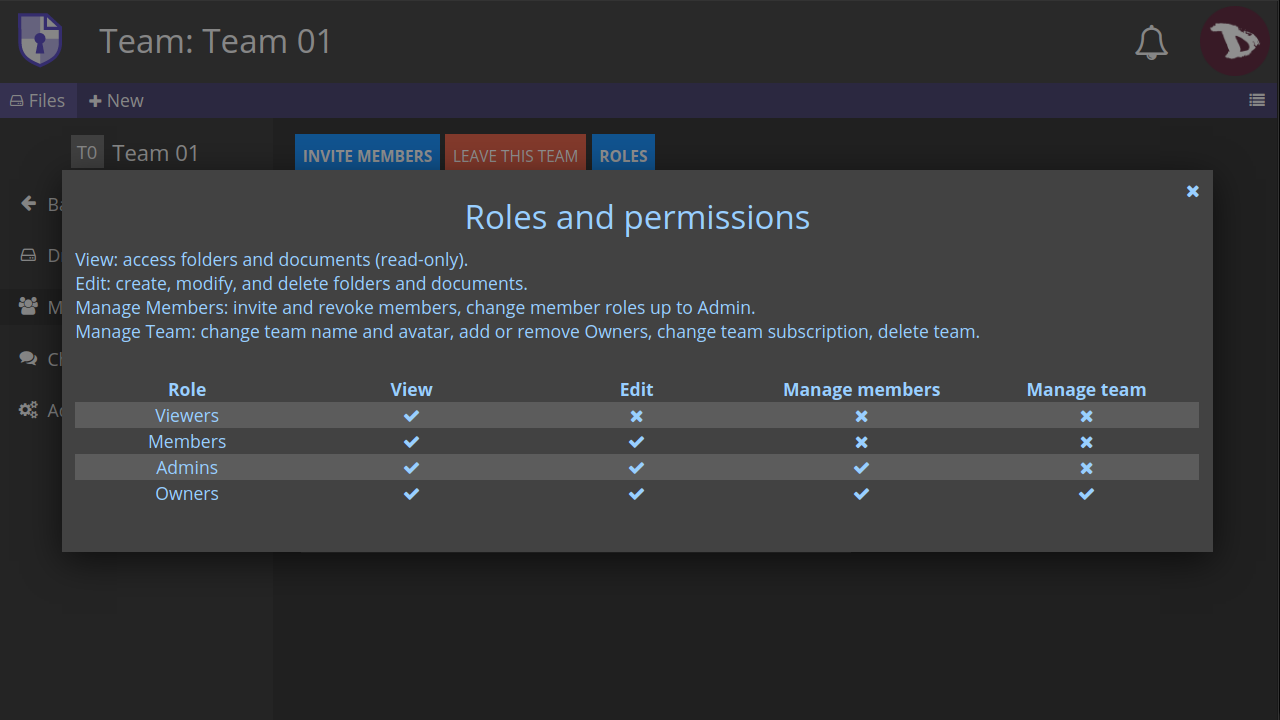 Team: Team 01
Files
New
T0 Team 01
INVITE MEMBERS LEAVE THIS TEAM ROLES
Roles and permissions
View: access folders and documents (read-only).
Edit: create, modify, and delete folders and documents.
Manage Members: invite and revoke members, change member roles up to Admin.
Manage Team: change team name and avatar, add or remove Owners, change team subscription, delete team.
Role View Edit Manage members Manage team
Viewers
Members
Admins
Owners